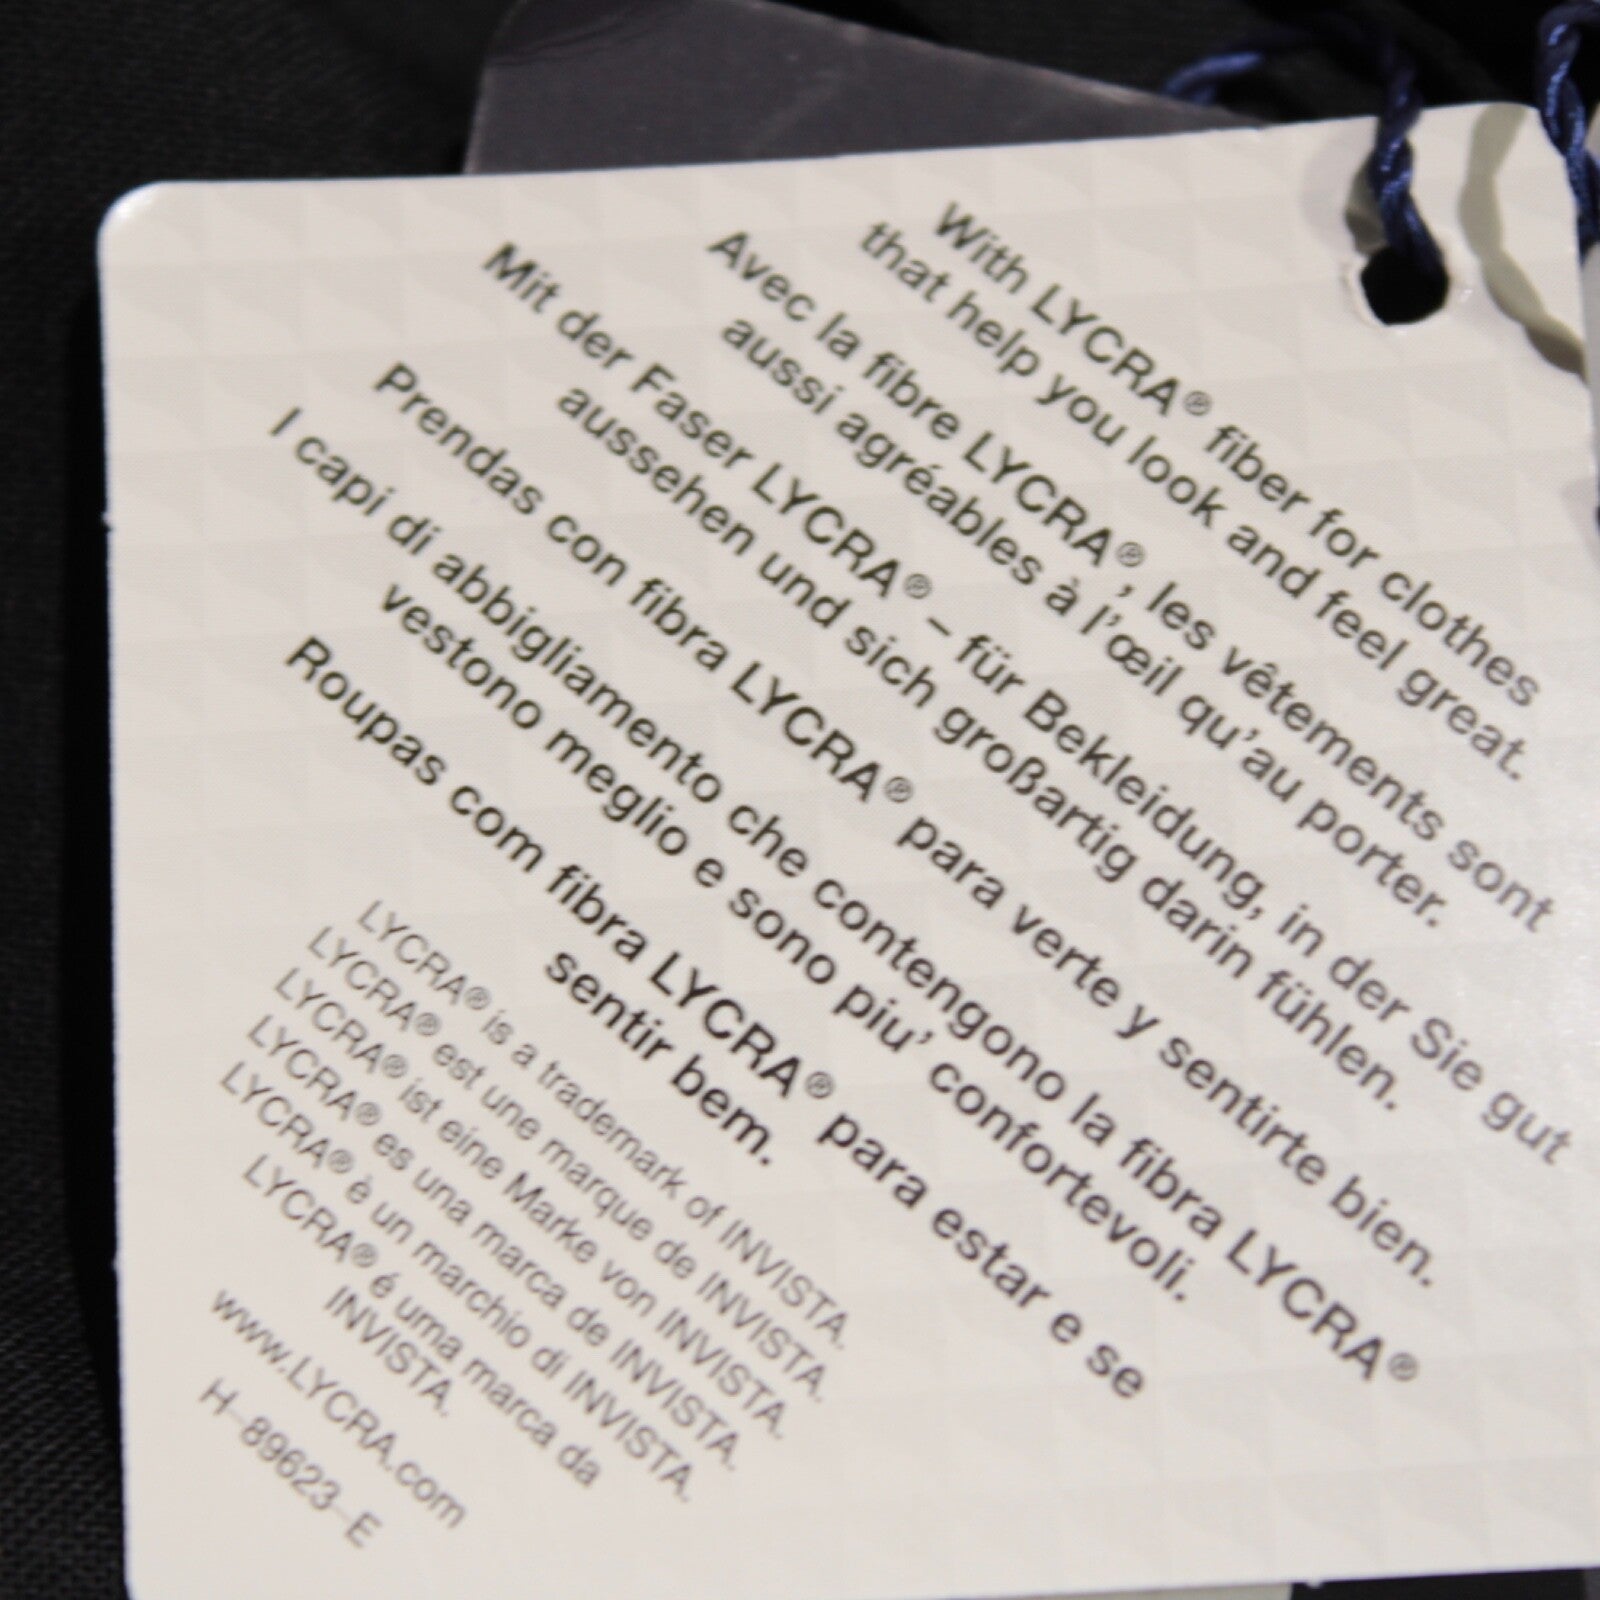 With LYCRA® fiber for clothes
that help you look and feel great.
Avec la fibre LYCRA®, les vêtements sont
aussi agréables à l'œil qu'au porter.
Mit der Faser LYCRA® – für Bekleidung, in der Sie gut
aussehen und sich großartig darin fühlen.
Prendas con fibra LYCRA® para verte y sentirte bien.
I capi di abbigliamento che contengono la fibra LYCRA®
vestono meglio e sono piu' confortevoli.
Roupas com fibra LYCRA® para estar e se
sentir bem.
LYCRA® is a trademark of INVISTA.
LYCRA® est une marque de INVISTA.
LYCRA® ist eine Marke von INVISTA.
LYCRA® es una marca de INVISTA.
LYCRA® è un marchio di INVISTA.
LYCRA® é uma marca da
INVISTA.
www.LYCRA.com
H-89623-E